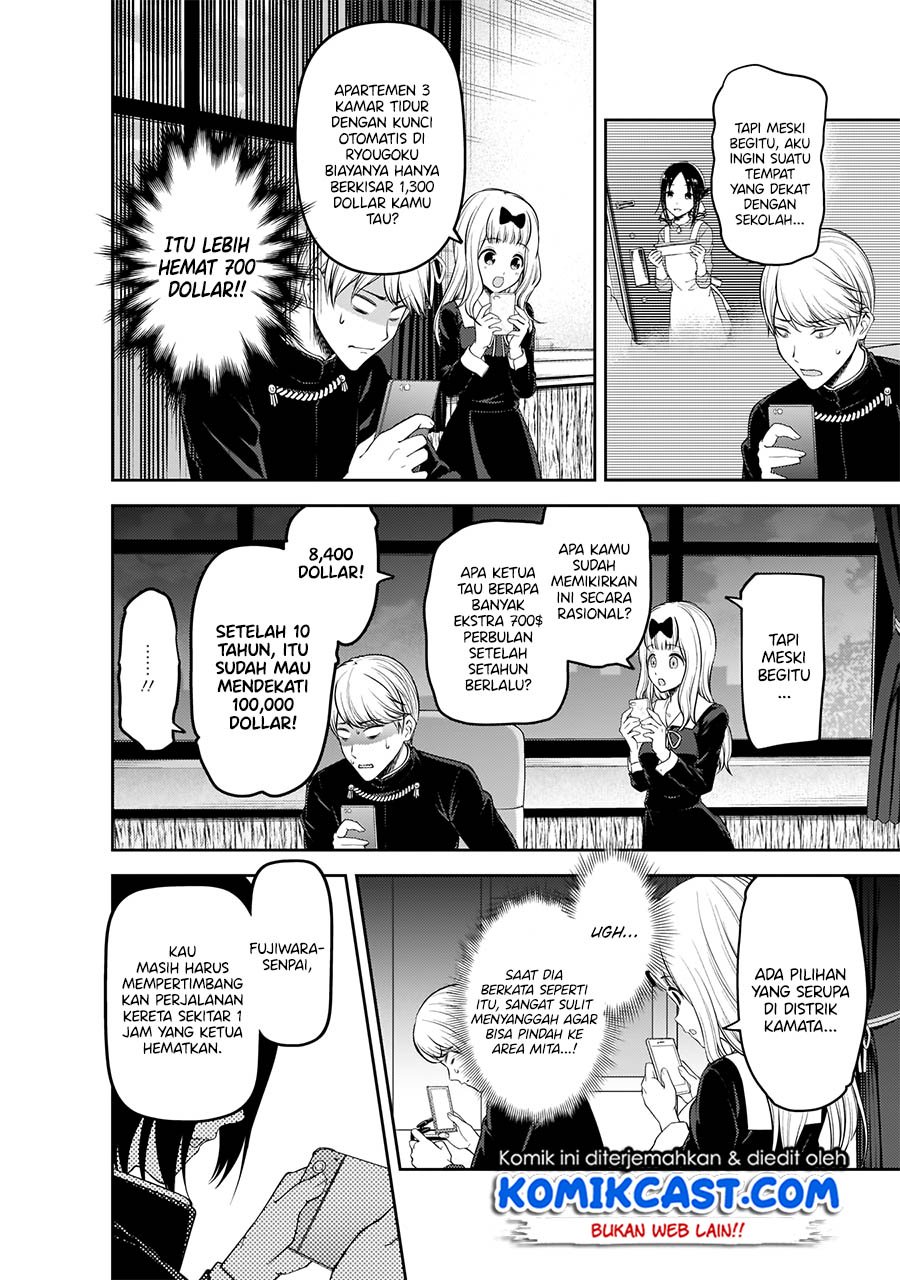 TAPI MESKI
BEGITU, AKU
INGIN SUATU
TEMPAT
YANG DEKAT
DENGAN
SEKOLAH...
APARTEMEN 3
KAMAR TIDUR
DENGAN KUNCI
OTOMATIS DI
RYOUGOKU
BIAYANYA HANYA
BERKISAR 1,300
DOLLAR KAMU
TAU?
ITU LEBIH
HEMAT 700
DOLLAR!!
TAPI
MESKI
BEGITU
...
APA KAMU
SUDAH
MEMIKIRKAN
INI SECARA
RASIONAL?
APA KETUA
TAU BERAPA
BANYAK
EKSTRA 700$
PERBULAN
SETELAH
SETAHUN
BERLALU?
8,400
DOLLAR!
SETELAH 10
TAHUN, ITU
SUDAH MAU
MENDEKATI
100,000
DOLLAR!
......!!
ADA PILIHAN
YANG SERUPA
DI DISTRIK
KAMATA...
UGH...
SAAT DIA
BERKATA SEPERTI
ITU, SANGAT SULIT
MENYANGGAH AGAR
BISA PINDAH KE
AREA MITA...!
FUJIWARA-
SENPAI,
KAU
MASIH HARUS
MEMPERTIMBANG
KAN PERJALANAN
KERETA SEKITAR 1
JAM YANG KETUA
HEMATKAN.
Komik ini diterjemahkan & diedit oleh
KOMIKCAST.COM
BUKAN WEB LAIN!!